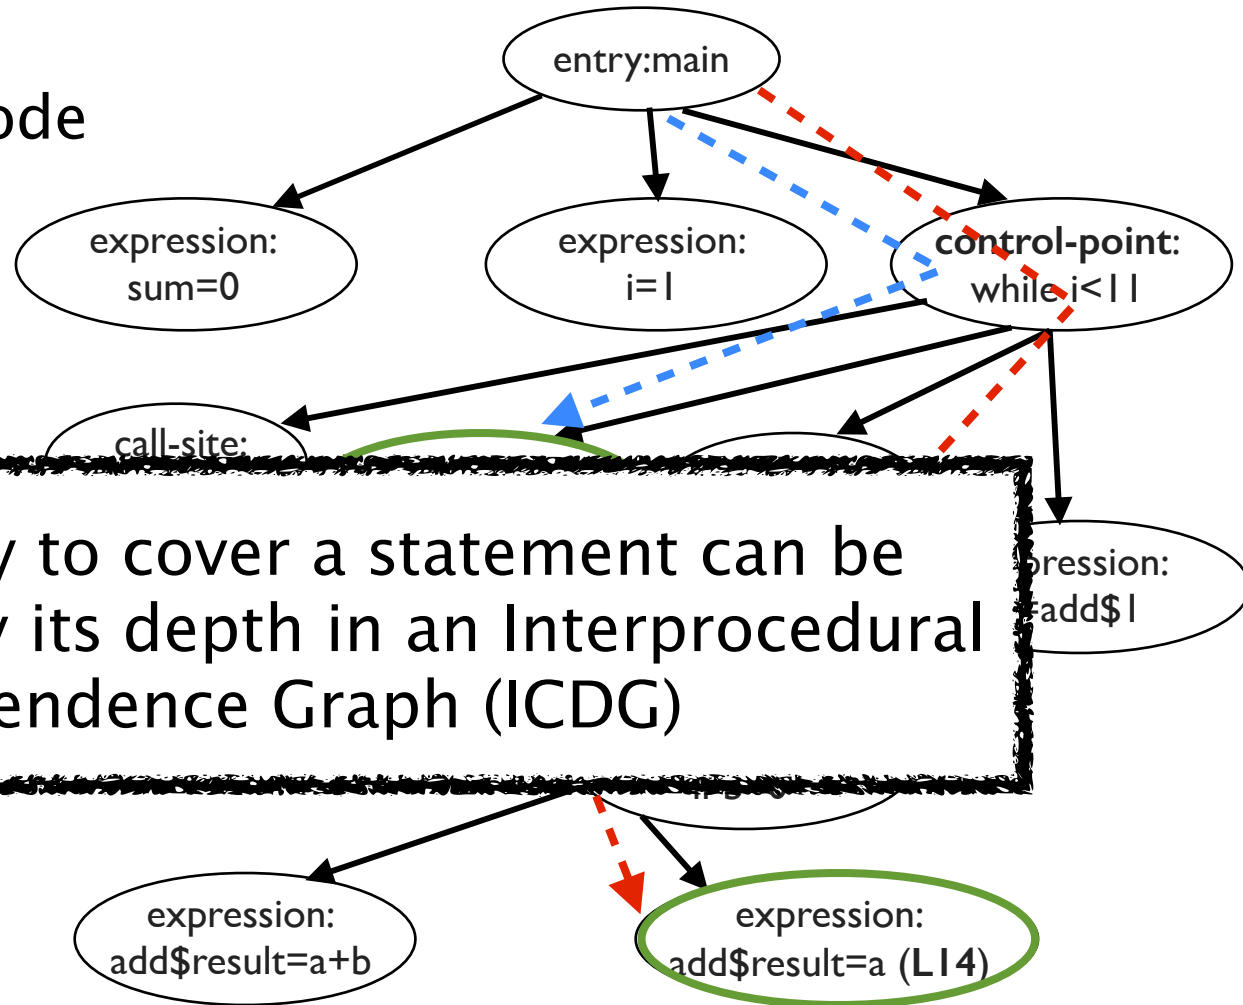 entry:main
ode
expression:
sum=0
expression:
i=1
control-point:
while i<11
call-site:
y to cover a statement can be
y its depth in an Interprocedural
endence Graph (ICDG)
pression:
=add$1
expression:
add$result=a+b
expression:
add$result=a (L14)